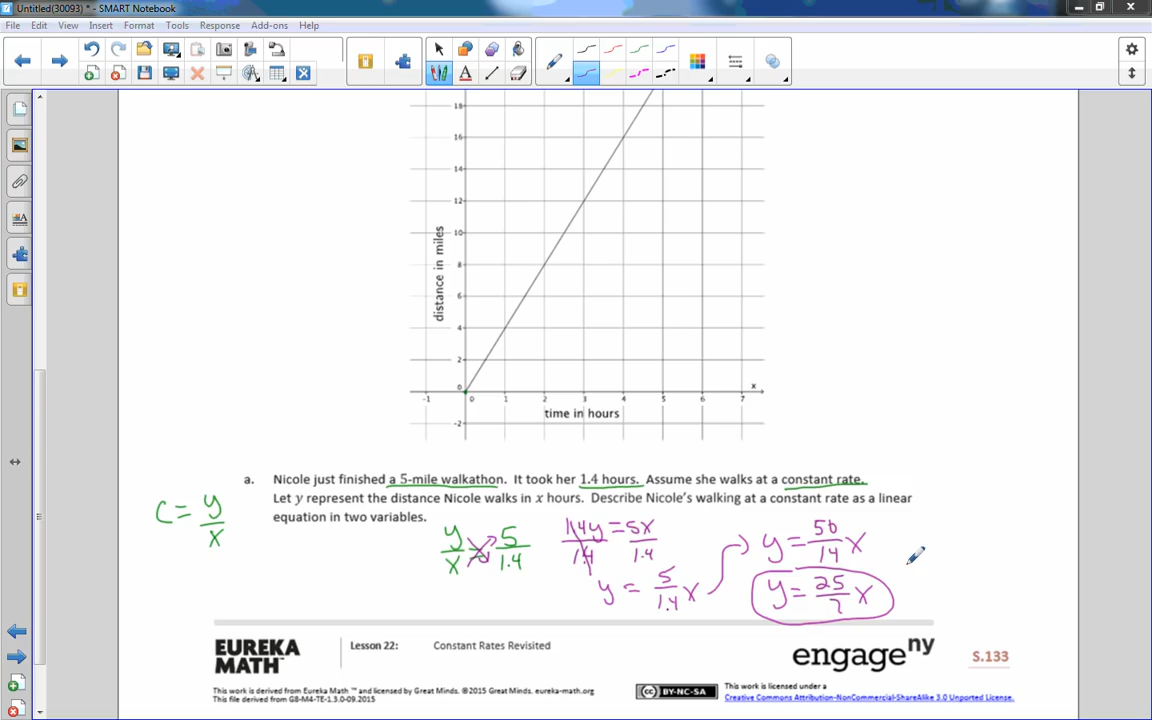 Untitled(30093) * - SMART Notebook
File Edit View Insert Format Tools Response Add-ons Help
18
16
14
12
10
8
6
4
2
0
-2
distance in miles
x
-1 0 1 2 3 4 5 6 7
time in hours
a. Nicole just finished a 5-mile walkathon. It took her 1.4 hours. Assume she walks at a constant rate.
Let y represent the distance Nicole walks in x hours. Describe Nicole's walking at a constant rate as a linear
equation in two variables.
C = y/x
y/x = 5/1.4
1.4y/1.4 = 5x/1.4
y = 5/1.4 x
y = 50/14 x
y = 25/7 x
EUREKA
MATH™
Lesson 22: Constant Rates Revisited
engageny
S.133
This work is derived from Eureka Math ™ and licensed by Great Minds. ©2015 Great Minds. eureka-math.org
This file derived from G8-M4-TE-1.3.0-09.2015
CC BY-NC-SA
This work is licensed under a
Creative Commons Attribution-NonCommercial-ShareAlike 3.0 Unported License.